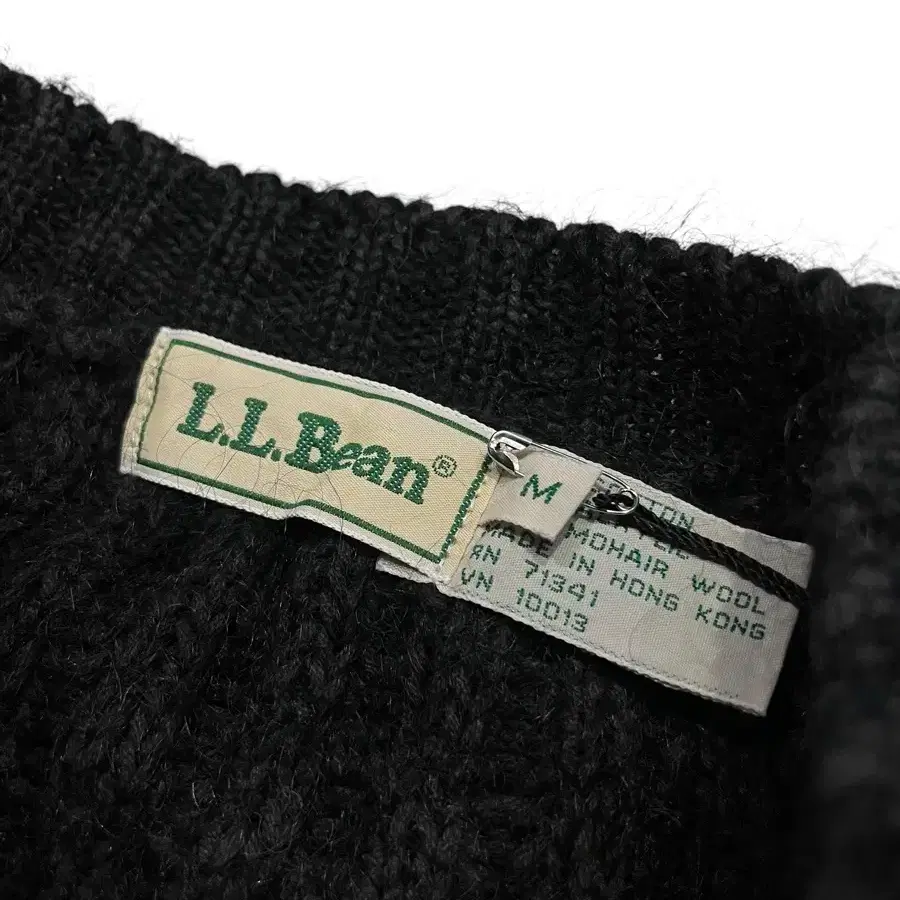 L.L.Bean®
M
MOHAIR WOOL
MADE IN HONG KONG
RN 71341
VN 10013